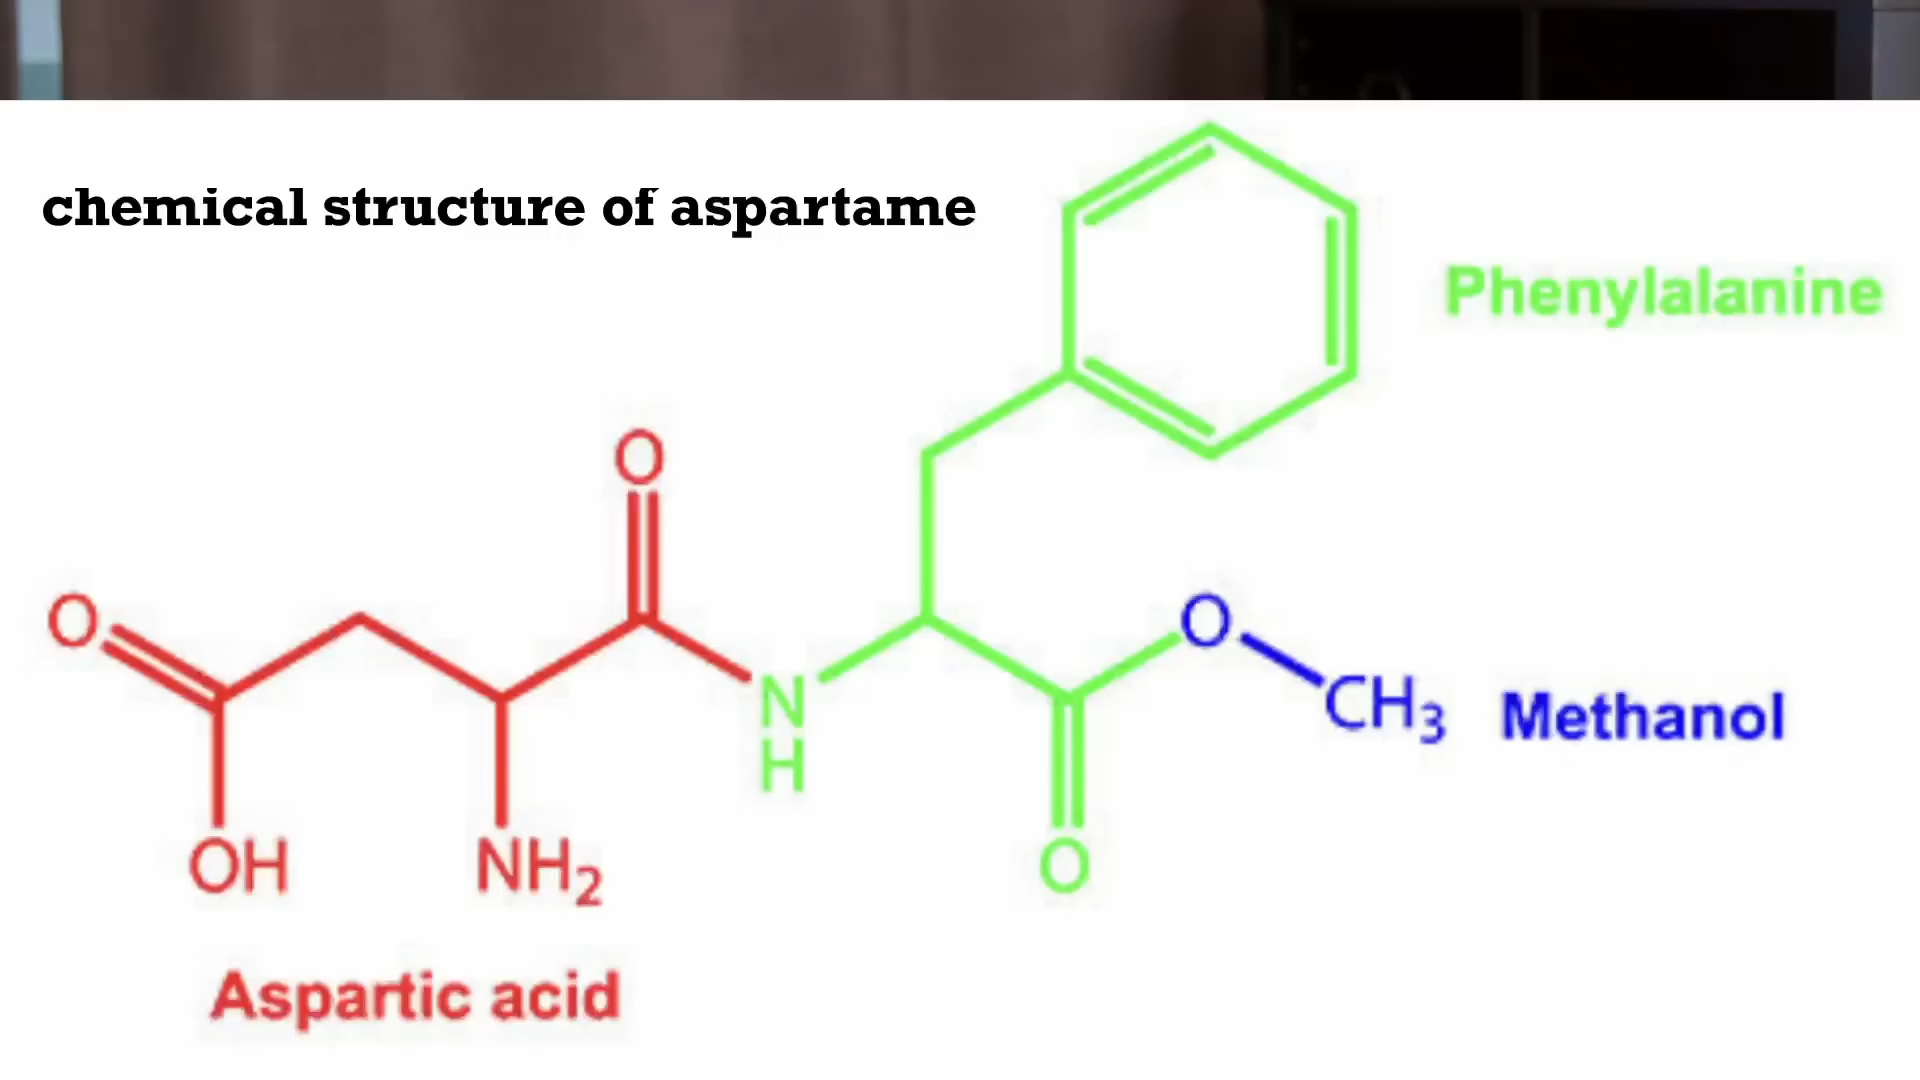 chemical structure of aspartame
Phenylalanine
O
O
O
N
H
CH₃
Methanol
OH
NH₂
O
Aspartic acid